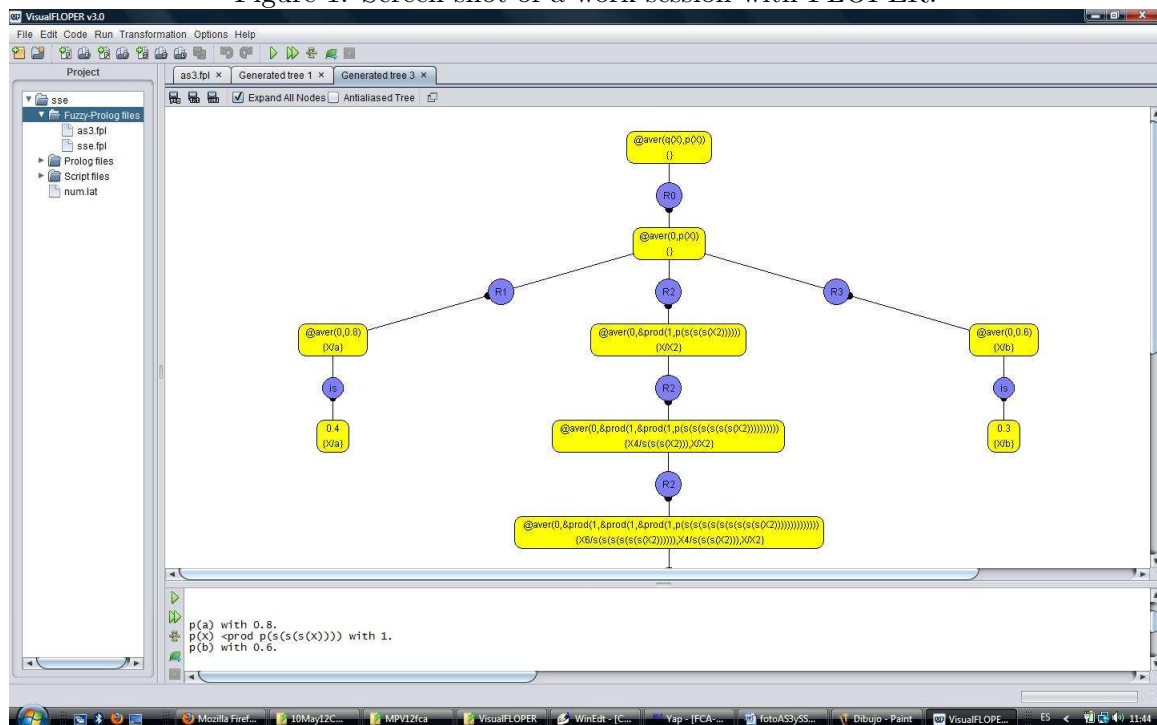 Figure 1: Screen-shot of a work session with FLOPER.
VisualFLOPER v3.0
File Edit Code Run Transformation Options Help
Project
as3.fpl × Generated tree 1 × Generated tree 3 ×
Expand All Nodes Antialiased Tree
sse
Fuzzy-Prolog files
as3.fpl
sse.fpl
Prolog files
Script files
num.lat
@aver(q(X),p(X))
{}
R0
@aver(0,p(X))
{}
R1 R2 R3
@aver(0,0.8)
{X/a}
@aver(0,&prod(1,p(s(s(s(X2))))))
{X/X2}
@aver(0,0.6)
{X/b}
is R2 is
0.4
{X/a}
@aver(0,&prod(1,&prod(1,p(s(s(s(s(s(s(X2))))))))))
{X4/s(s(s(X2))),X/X2}
0.3
{X/b}
R2
@aver(0,&prod(1,&prod(1,&prod(1,p(s(s(s(s(s(s(s(s(s(X2))))))))))))))
{X6/s(s(s(s(s(s(X2)))))),X4/s(s(s(X2))),X/X2}
p(a) with 0.8.
p(X) <prod p(s(s(s(X)))) with 1.
p(b) with 0.6.
Mozilla Firef... 10May12C... MPV12fca VisualFLOPER WinEdt - [C... Yap - [FCA-... fotoAS3ySS... Dibujo - Paint VisualFLOPE... ES 11:44